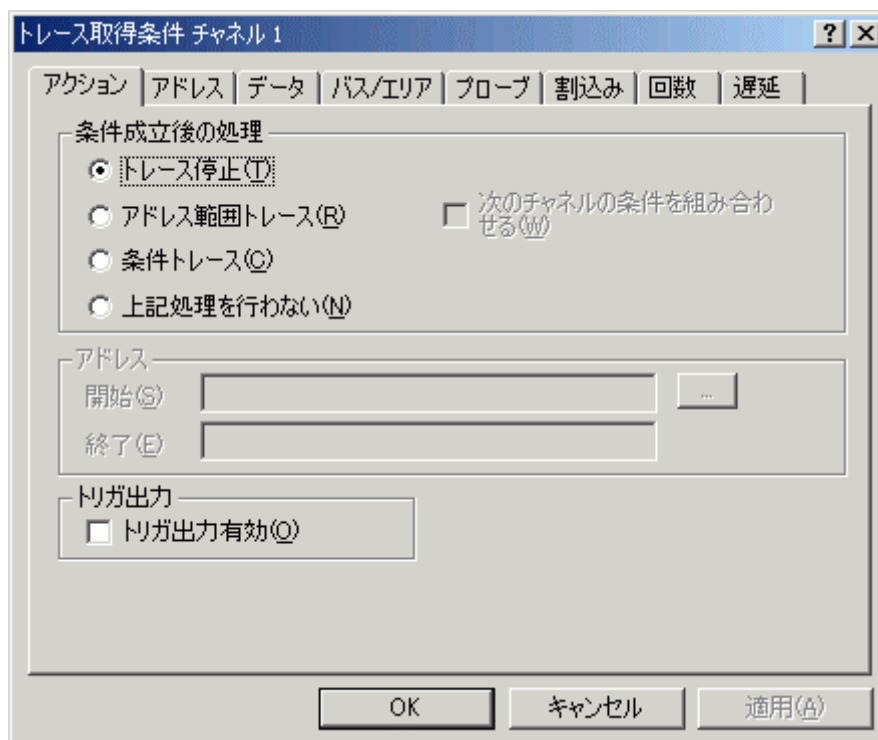 トレース取得条件 チャネル 1
アクション アドレス データ バス/エリア プローブ 割込み 回数 遅延
条件成立後の処理
トレース停止(T)
アドレス範囲トレース(R)
次のチャネルの条件を組み合わ
せる(W)
条件トレース(C)
上記処理を行わない(N)
アドレス
開始(S)
...
終了(E)
トリガ出力
トリガ出力有効(O)
OK キャンセル 適用(A)